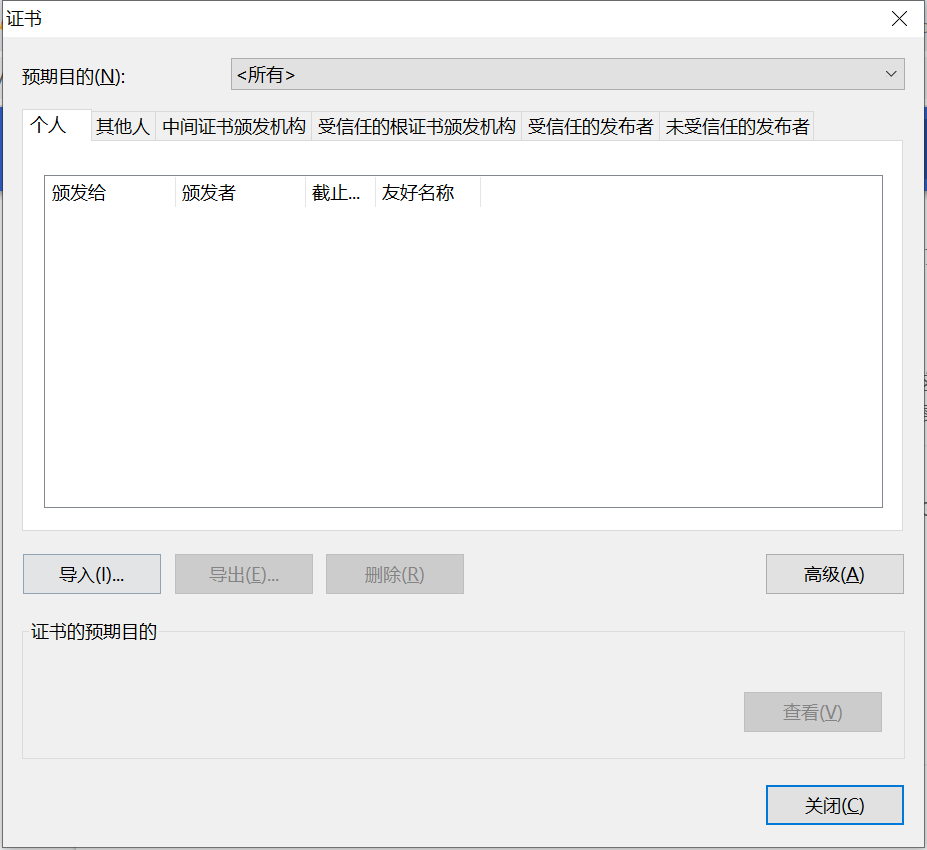 证书
预期目的(N):
<所有>
个人 其他人 中间证书颁发机构 受信任的根证书颁发机构 受信任的发布者 未受信任的发布者
颁发给 颁发者 截止... 友好名称
导入(I)... 导出(E)... 删除(R) 高级(A)
证书的预期目的
查看(V)
关闭(C)